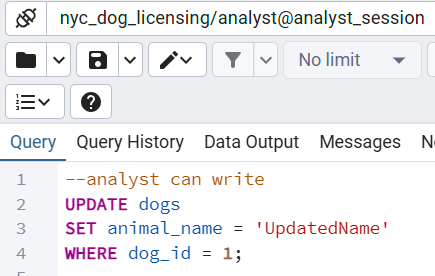 nyc_dog_licensing/analyst@analyst_session
No limit
Query Query History Data Output Messages
1 --analyst can write
2 UPDATE dogs
3 SET animal_name = 'UpdatedName'
4 WHERE dog_id = 1;